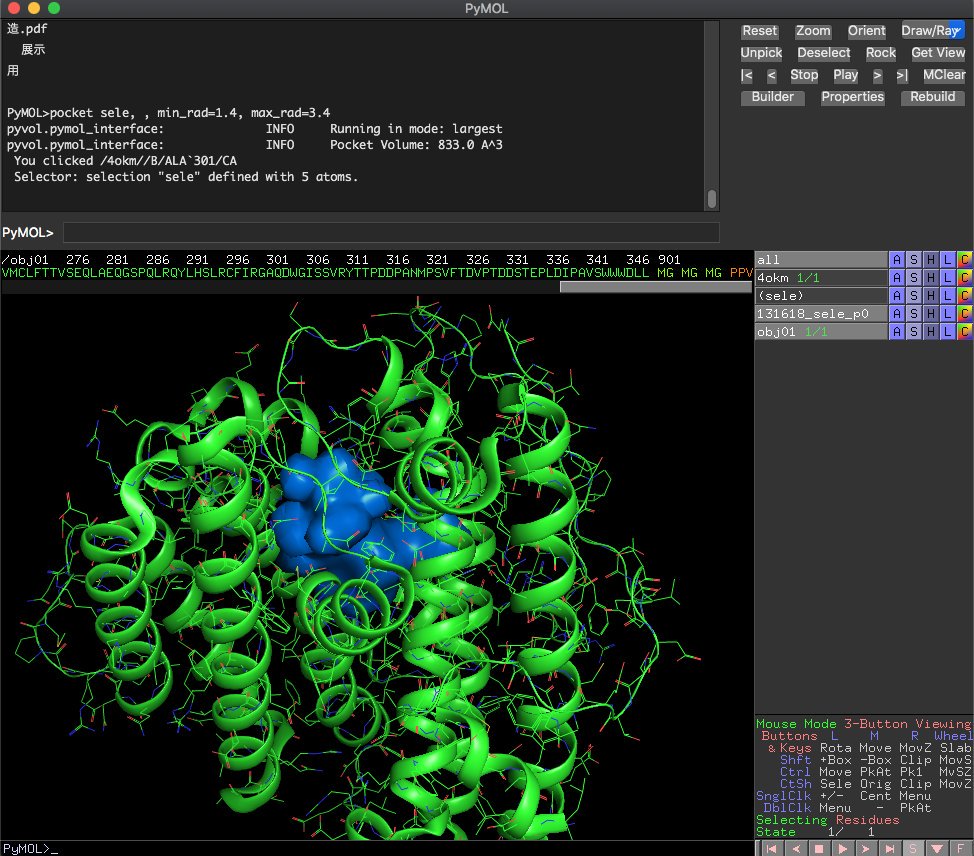 PyMOL
造.pdf
展示
用
PyMOL>pocket sele, , min_rad=1.4, max_rad=3.4
pyvol.pymol_interface: INFO Running in mode: largest
pyvol.pymol_interface: INFO Pocket Volume: 833.0 A^3
You clicked /4okm//B/ALA`301/CA
Selector: selection "sele" defined with 5 atoms.
PyMOL>
Reset Zoom Orient Draw/Ray
Unpick Deselect Rock Get View
|< < Stop Play > >| MClear
Builder Properties Rebuild
/obj01 276 281 286 291 296 301 306 311 316 321 326 331 336 341 346 901
VMCLFTTVSEQLAEQGSPQLRQYLHSLRCFIRGAQDWGISSVRYTTPDDPANMPSVFTDVPTDDSTEPLDIPAVSWWWDLL MG MG MG PPV
all A S H L C
4okm 1/1 A S H L C
(sele) A S H L C
131618_sele_p0 A S H L C
obj01 1/1 A S H L C
Mouse Mode 3-Button Viewing
Buttons L M R Wheel
& Keys Rota Move MovZ Slab
Shft +Box -Box Clip MovS
Ctrl Move PkAt Pk1 MvSZ
CtSh Sele Orig Clip MovZ
SnglClk +/- Cent Menu
DblClk Menu - PkAt
Selecting Residues
State 1/ 1
PyMOL>_
S F